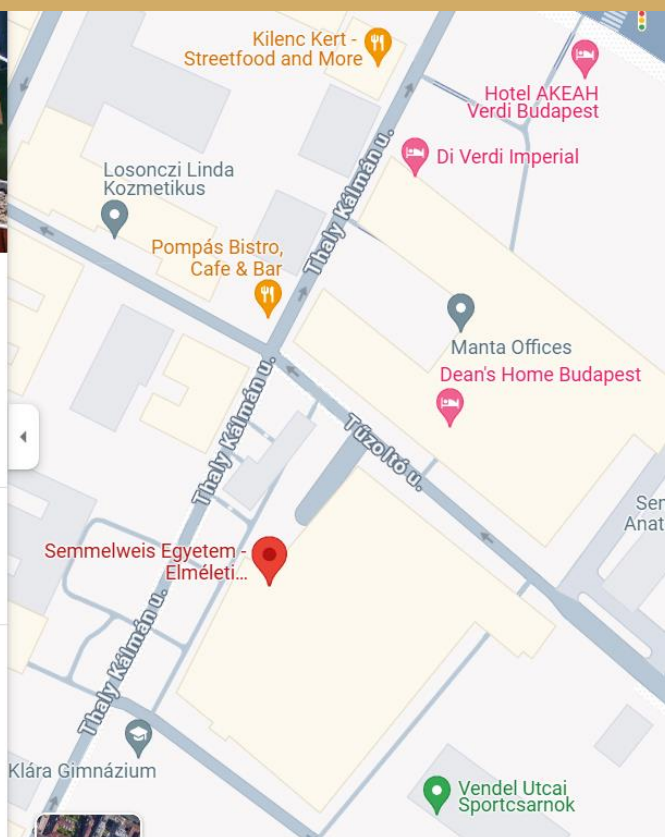 Kilenc Kert -
Streetfood and More
Hotel AKEAH
Verdi Budapest
Di Verdi Imperial
Losonczi Linda
Kozmetikus
Thaly Kálmán u.
Pompás Bistro,
Cafe & Bar
Manta Offices
Dean's Home Budapest
Thaly Kálmán u.
Tűzoltó u.
Sem
Anat
Semmelweis Egyetem -
Elméleti...
Thaly Kálmán u.
Klára Gimnázium
Vendel Utcai
Sportcsarnok